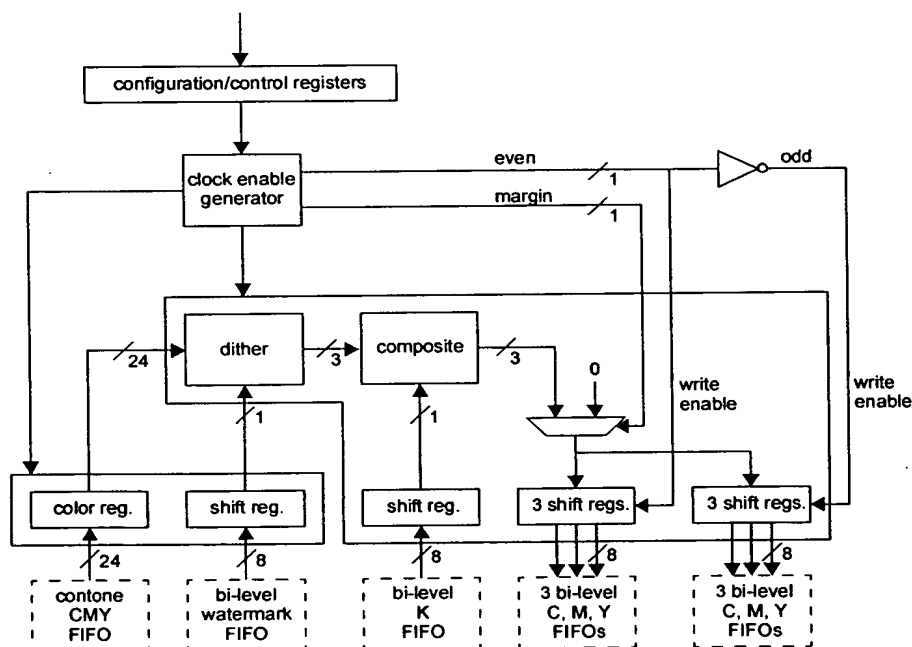 configuration/control registers
clock enable
generator
even
1
odd
margin
1
dither
composite
24
3
3
0
1
1
write
enable
write
enable
color reg.
shift reg.
shift reg.
3 shift regs.
3 shift regs.
24
8
8
8
8
contone
CMY
FIFO
bi-level
watermark
FIFO
bi-level
K
FIFO
3 bi-level
C, M, Y
FIFOs
3 bi-level
C, M, Y
FIFOs